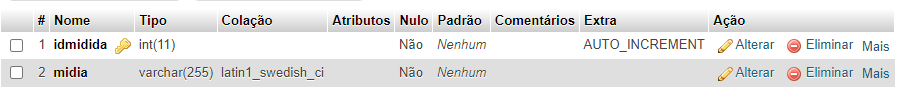 # Nome Tipo Colação Atributos Nulo Padrão Comentários Extra Ação
1 idmidida int(11) Não Nenhum AUTO_INCREMENT Alterar Eliminar Mais
2 midia varchar(255) latin1_swedish_ci Não Nenhum Alterar Eliminar Mais